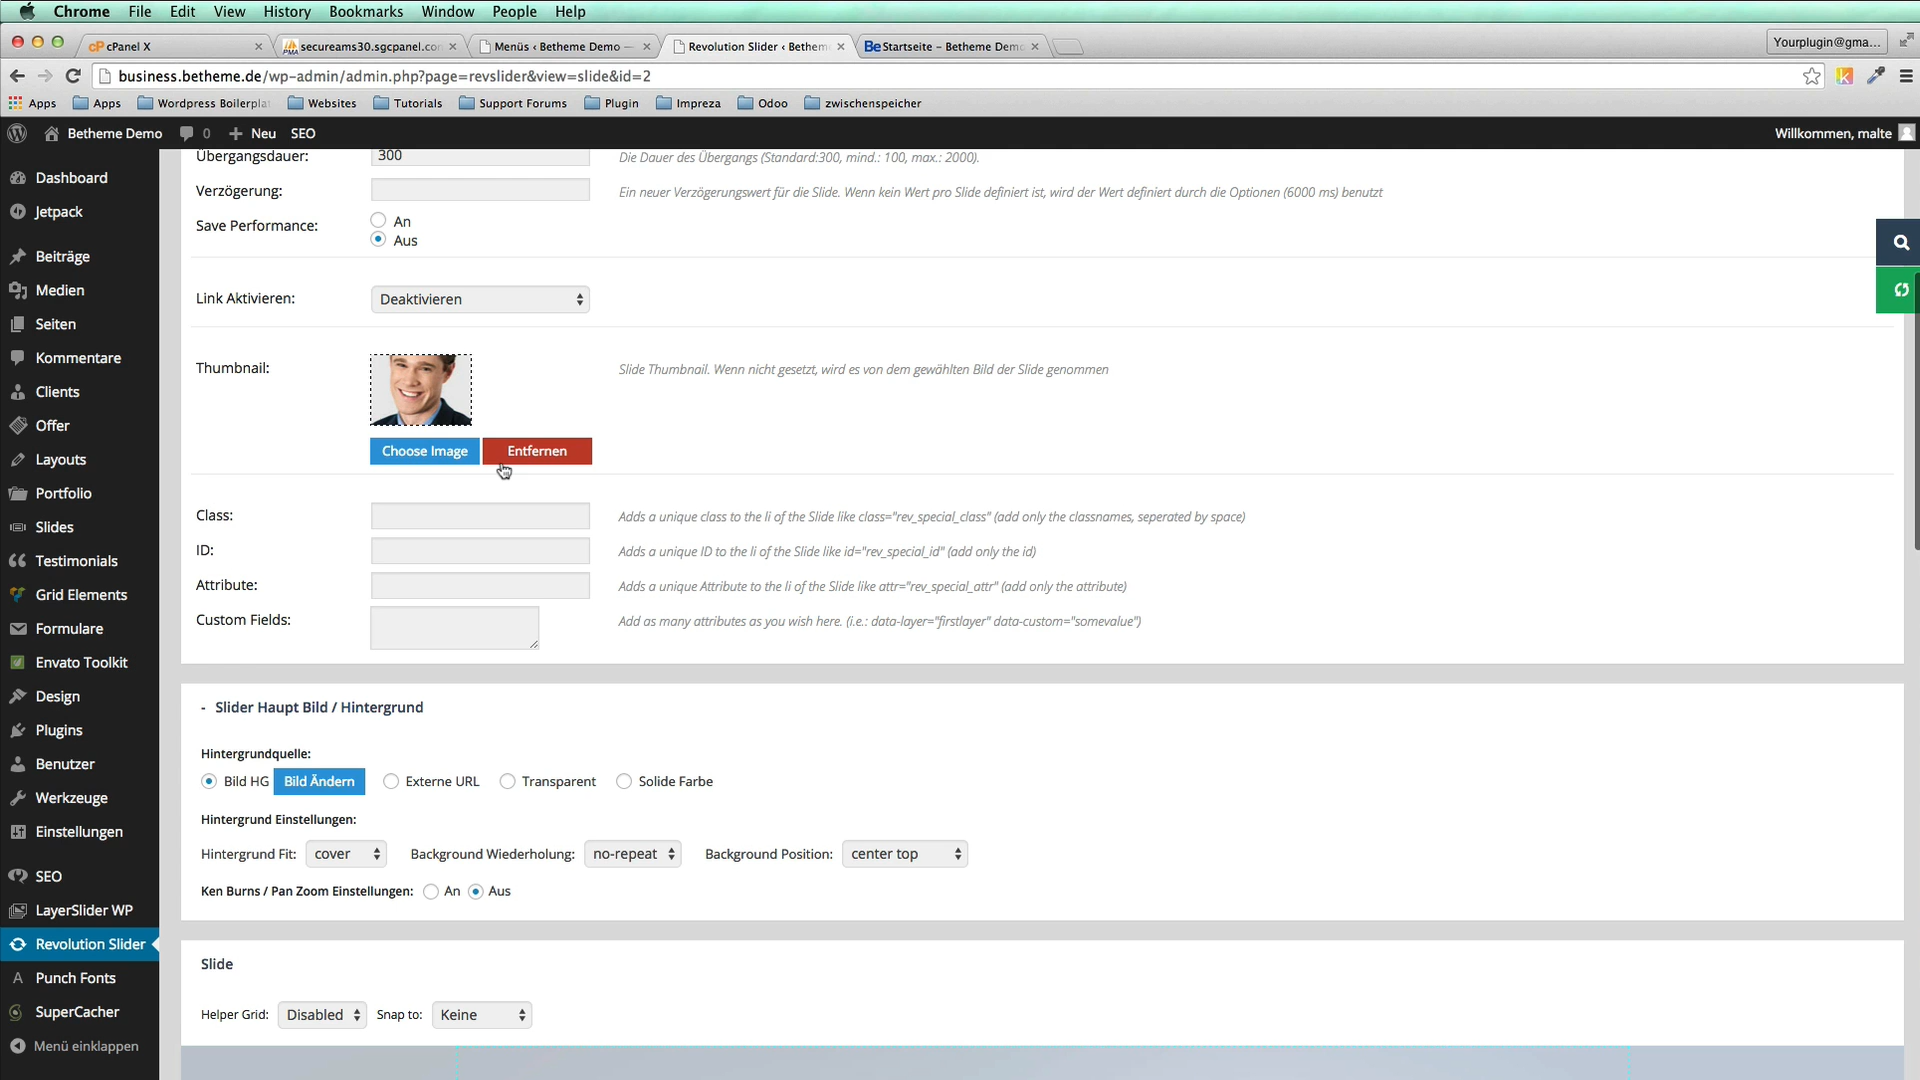 Chrome File Edit View History Bookmarks Window People Help
cPanel X
secureams30.sgcpanel.co
Menüs ‹ Betheme Demo —
Revolution Slider ‹ Bethem
Be Startseite – Betheme Dem
Yourplugin@gma...
business.betheme.de/wp-admin/admin.php?page=revslider&view=slide&id=2
Apps Apps Wordpress Boilerpla Websites Tutorials Support Forums Plugin Impreza Odoo zwischenspeicher
Betheme Demo 0 + Neu SEO Willkommen, malte
Dashboard
Jetpack
Beiträge
Medien
Seiten
Kommentare
Clients
Offer
Layouts
Portfolio
Slides
Testimonials
Grid Elements
Formulare
Envato Toolkit
Design
Plugins
Benutzer
Werkzeuge
Einstellungen
SEO
LayerSlider WP
Revolution Slider
Punch Fonts
SuperCacher
Menü einklappen
Übergangsdauer: 300 Die Dauer des Übergangs (Standard:300, mind.: 100, max.: 2000).
Verzögerung: Ein neuer Verzögerungswert für die Slide. Wenn kein Wert pro Slide definiert ist, wird der Wert definiert durch die Optionen (6000 ms) benutzt
Save Performance: An
Aus
Link Aktivieren: Deaktivieren
Thumbnail: Slide Thumbnail. Wenn nicht gesetzt, wird es von dem gewählten Bild der Slide genommen
Choose Image Entfernen
Class: Adds a unique class to the li of the Slide like class="rev_special_class" (add only the classnames, seperated by space)
ID: Adds a unique ID to the li of the Slide like id="rev_special_id" (add only the id)
Attribute: Adds a unique Attribute to the li of the Slide like attr="rev_special_attr" (add only the attribute)
Custom Fields: Add as many attributes as you wish here. (i.e.: data-layer="firstlayer" data-custom="somevalue")
- Slider Haupt Bild / Hintergrund
Hintergrundquelle:
Bild HG Bild Ändern Externe URL Transparent Solide Farbe
Hintergrund Einstellungen:
Hintergrund Fit: cover Background Wiederholung: no-repeat Background Position: center top
Ken Burns / Pan Zoom Einstellungen: An Aus
Slide
Helper Grid: Disabled Snap to: Keine